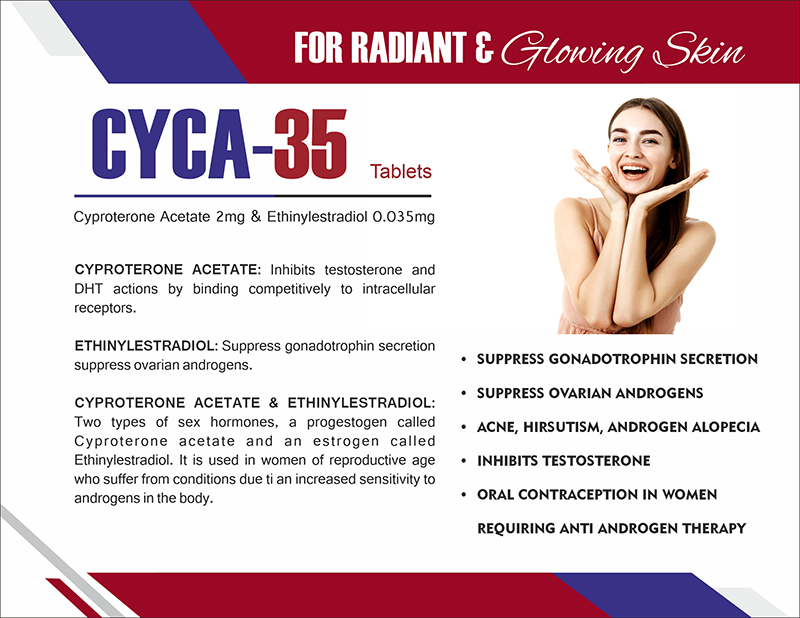 FOR RADIANT & Glowing Skin
CYCA-35 Tablets
Cyproterone Acetate 2mg & Ethinylestradiol 0.035mg
CYPROTERONE ACETATE: Inhibits testosterone and
DHT actions by binding competitively to intracellular
receptors.
ETHINYLESTRADIOL: Suppress gonadotrophin secretion
suppress ovarian androgens.
CYPROTERONE ACETATE & ETHINYLESTRADIOL:
Two types of sex hormones, a progestogen called
Cyproterone acetate and an estrogen called
Ethinylestradiol. It is used in women of reproductive age
who suffer from conditions due ti an increased sensitivity to
androgens in the body.
• SUPPRESS GONADOTROPHIN SECRETION
• SUPPRESS OVARIAN ANDROGENS
• ACNE, HIRSUTISM, ANDROGEN ALOPECIA
• INHIBITS TESTOSTERONE
• ORAL CONTRACEPTION IN WOMEN
REQUIRING ANTI ANDROGEN THERAPY